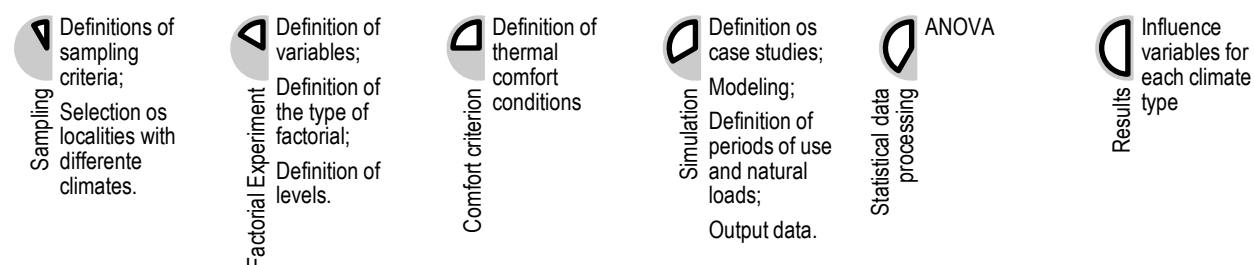 Sampling
Definitions of
sampling
criteria;
Selection os
localities with
differente
climates.
Factorial Experiment
Definition of
variables;
Definition of
the type of
factorial;
Definition of
levels.
Comfort criterion
Definition of
thermal
comfort
conditions
Simulation
Definition os
case studies;
Modeling;
Definition of
periods of use
and natural
loads;
Output data.
Statistical data
processing
ANOVA
Results
Influence
variables for
each climate
type